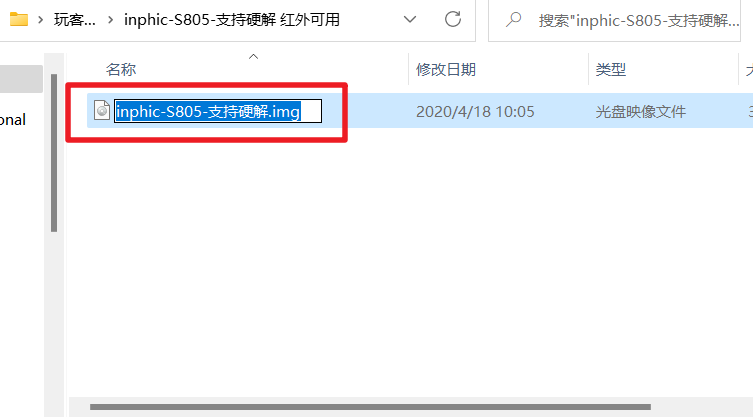 玩客... inphic-S805-支持硬解 红外可用 搜索"inphic-S805-支持硬解...
名称 修改日期 类型
onal
inphic-S805-支持硬解.img 2020/4/18 10:05 光盘映像文件